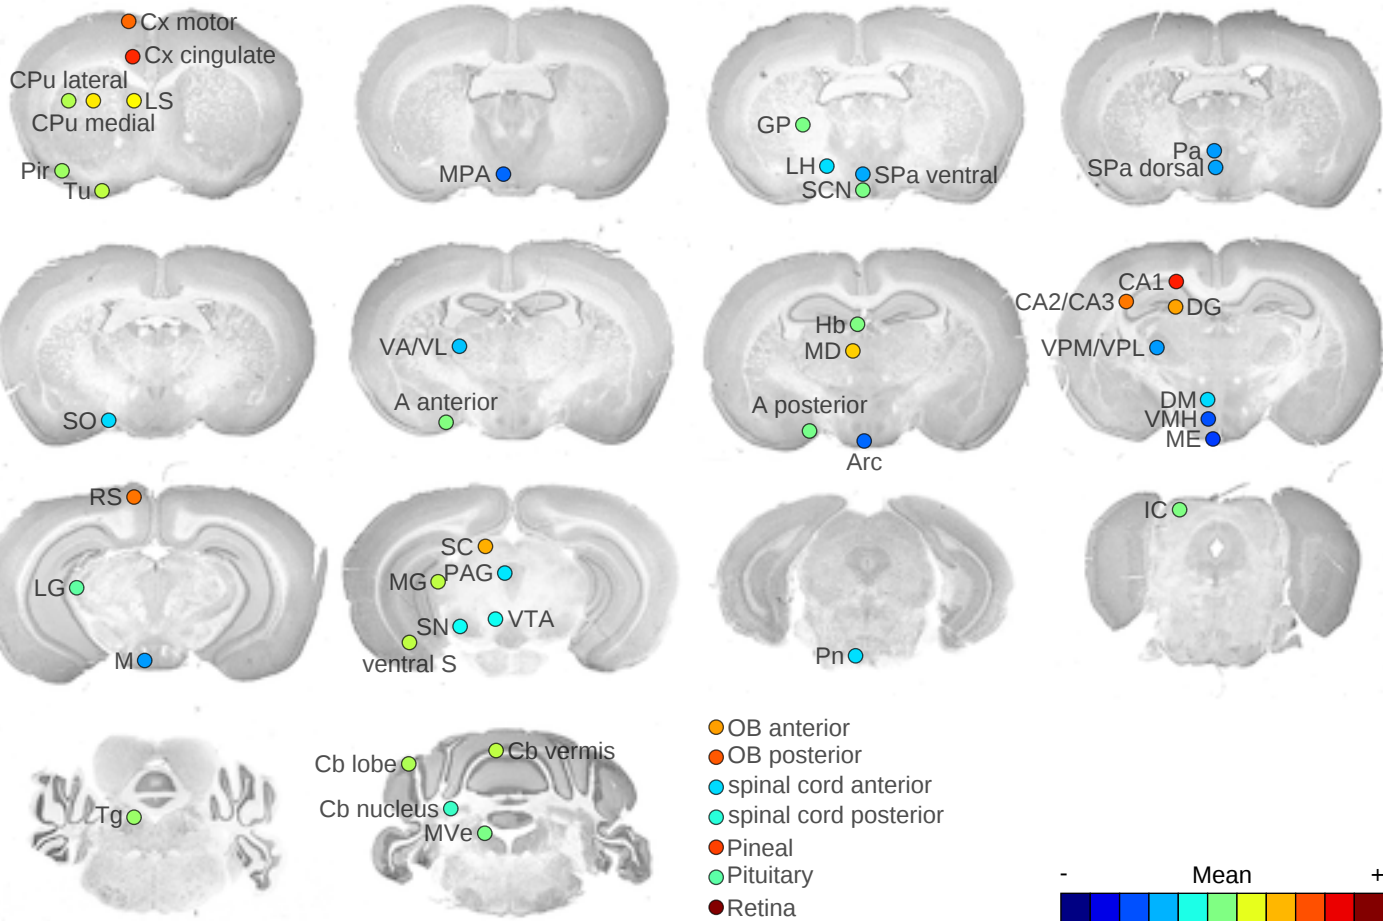 Cx motor
Cx cingulate
CPu lateral
LS
CPu medial
Pir
Tu
MPA
GP
LH
SPa ventral
SCN
Pa
SPa dorsal
SO
VA/VL
A anterior
Hb
MD
A posterior
Arc
CA1
CA2/CA3
DG
VPM/VPL
DM
VMH
ME
RS
LG
M
SC
PAG
MG
VTA
SN
ventral S
Pn
IC
Tg
Cb lobe
Cb vermis
Cb nucleus
MVe
OB anterior
OB posterior
spinal cord anterior
spinal cord posterior
Pineal
Pituitary
Retina
- Mean +